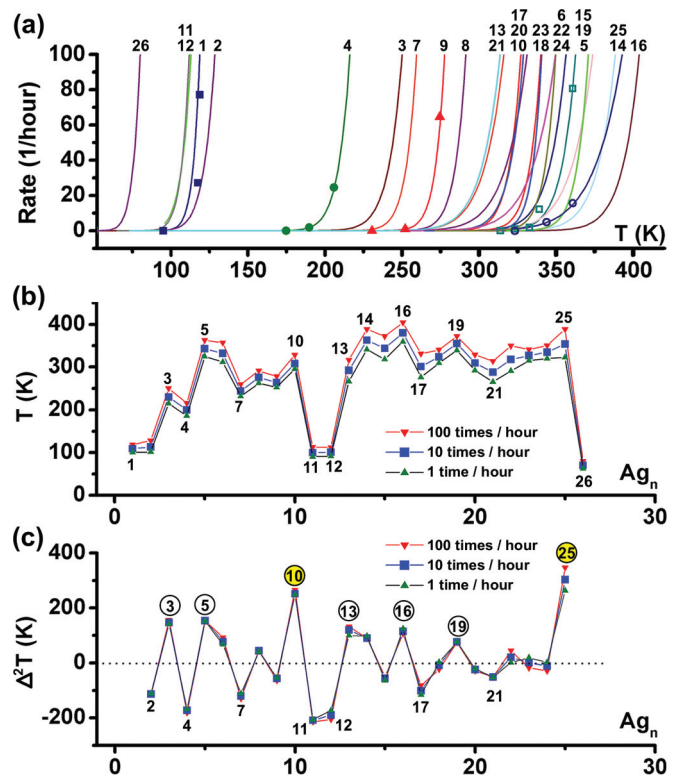 (a)
17 6 15
11 13 20 23 22 19 25
26 12 1 2 4 3 7 9 8 21 10 18 24 5 14 16
100
80
60
40
20
0
Rate (1/hour)
T (K)
100 150 200 250 300 350 400
(b)
400
300
200
100
0
T (K)
1 3 4 5 7 10 11 12 13 14 16 17 19 21 25 26
100 times / hour
10 times / hour
1 time / hour
Agn
0 10 20 30
(c)
400
200
0
-200
Δ²T (K)
2 3 4 5 7 10 11 12 13 16 17 19 21 25
100 times / hour
10 times / hour
1 time / hour
Agn
0 10 20 30